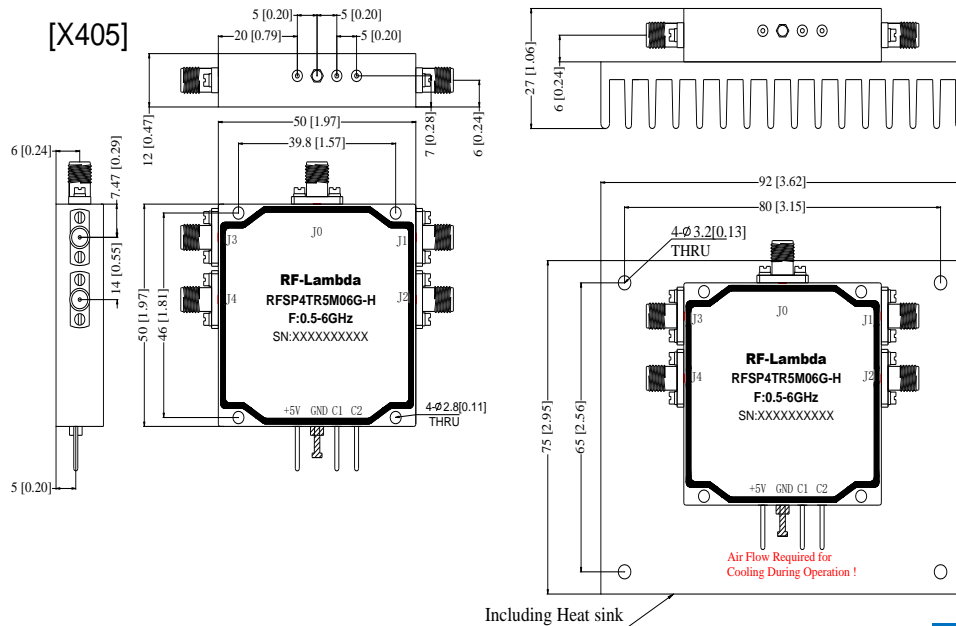 [X405]
5 [0.20]
5 [0.20]
20 [0.79]
5 [0.20]
12 [0.47]
7 [0.28]
6 [0.24]
50 [1.97]
39.8 [1.57]
6 [0.24]
7.47 [0.29]
14 [0.55]
50 [1.97]
46 [1.81]
5 [0.20]
J3
J0
J1
J4
J2
RF-Lambda
RFSP4TR5M06G-H
F:0.5-6GHz
SN:XXXXXXXXXX
+5V GND C1 C2
4-Ø2.8[0.11]
THRU
27 [1.06]
6 [0.24]
92 [3.62]
80 [3.15]
4-Ø3.2[0.13]
THRU
75 [2.95]
65 [2.56]
J3
J0
J1
J4
J2
RF-Lambda
RFSP4TR5M06G-H
F:0.5-6GHz
SN:XXXXXXXXXX
+5V GND C1 C2
Air Flow Required for
Cooling During Operation !
Including Heat sink